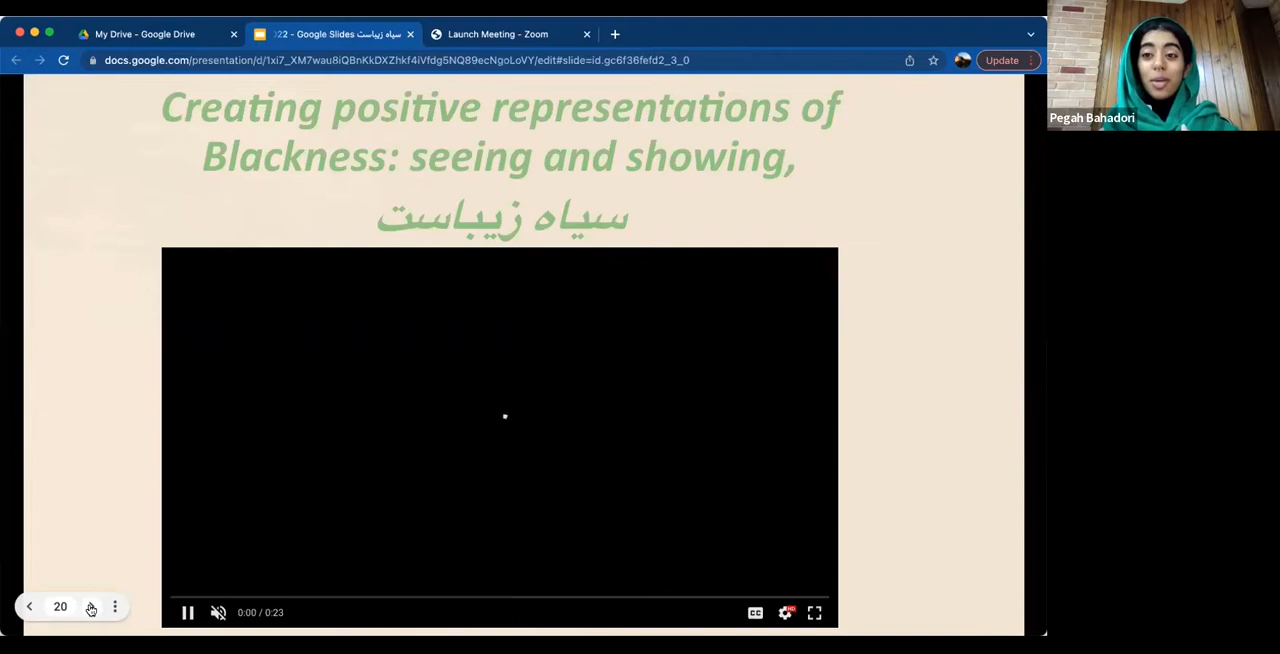 My Drive - Google Drive
سیاه زیباست 22 - Google Slides
Launch Meeting - Zoom
docs.google.com/presentation/d/1xi7_XM7wau8iQBnKkDXZhkf4iVfdg5NQ89ecNgoLoVY/edit#slide=id.gc6f36fefd2_3_0
Update
Pegah Bahadori
Creating positive representations of
Blackness: seeing and showing,
سیاه زیباست
20
0:00 / 0:23
CC
HD